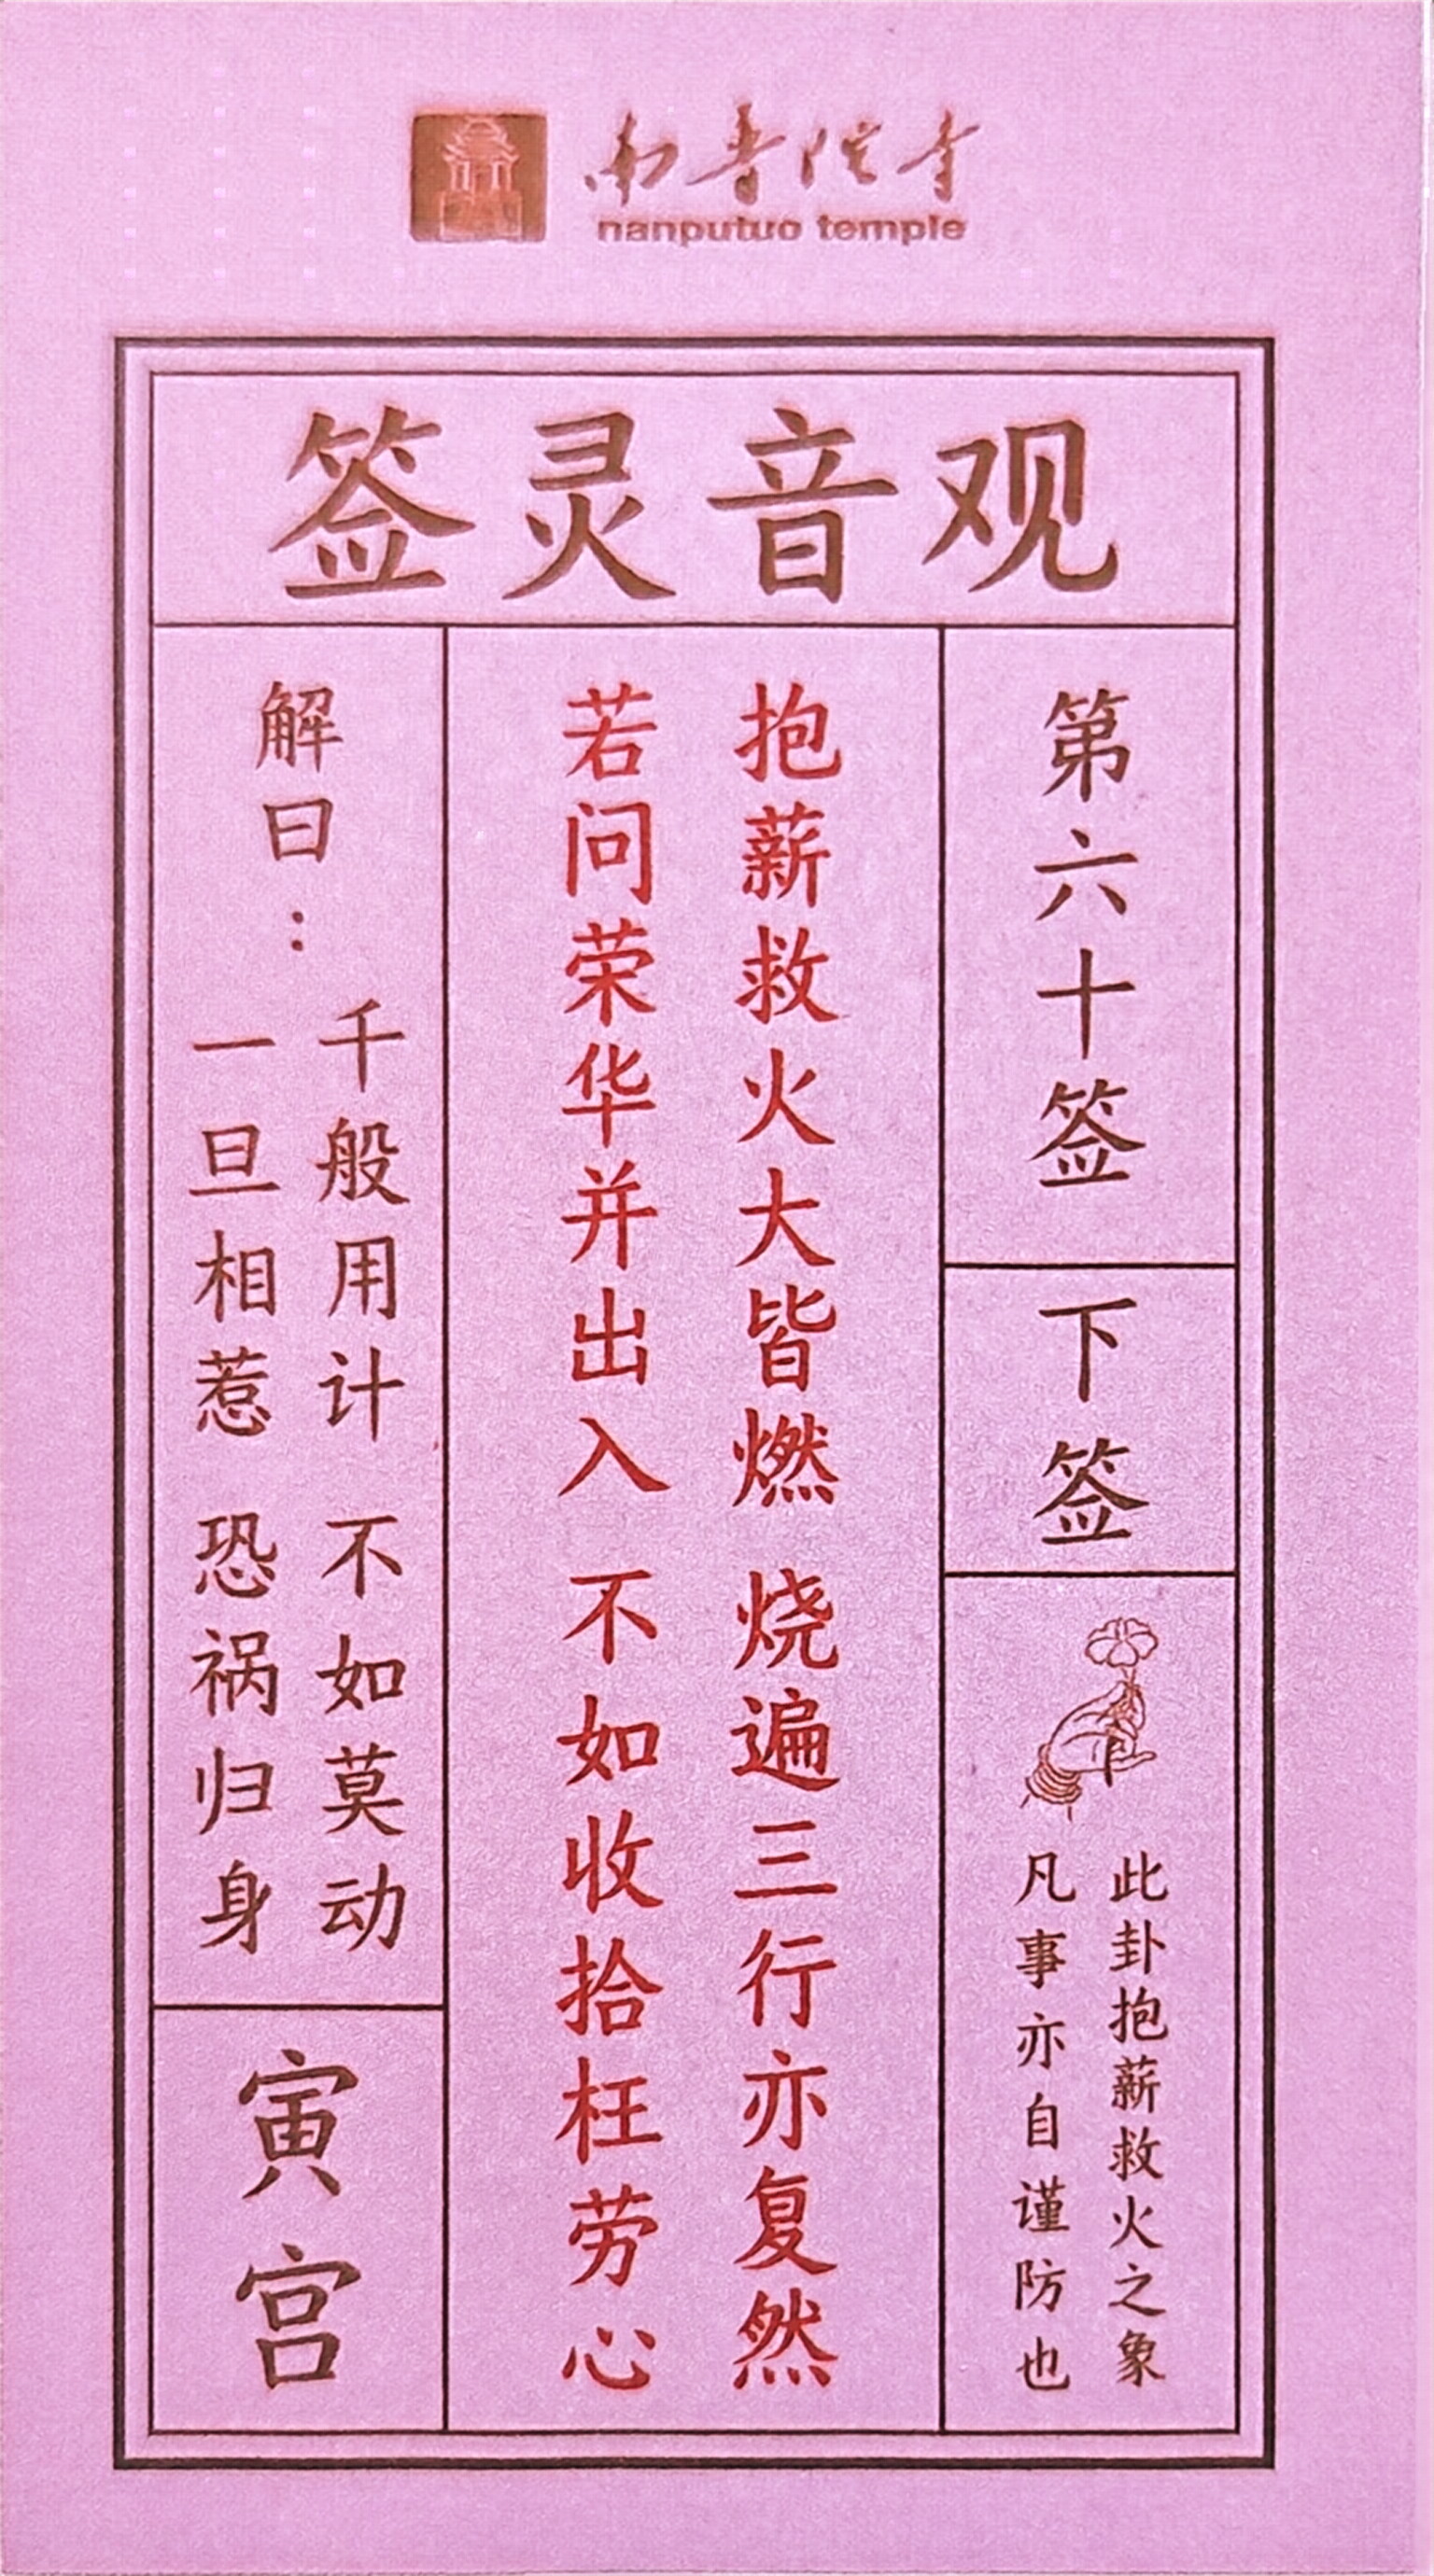 南普陀寺
nanputuo temple
观音灵签
第六十签
下签
此卦抱薪救火之象
凡事亦自谨防也
抱薪救火大皆燃 烧遍三行亦复然
若问荣华并出入 不如收拾枉劳心
解曰：
千般用计 不如莫动
一旦相惹 恐祸归身
寅宫